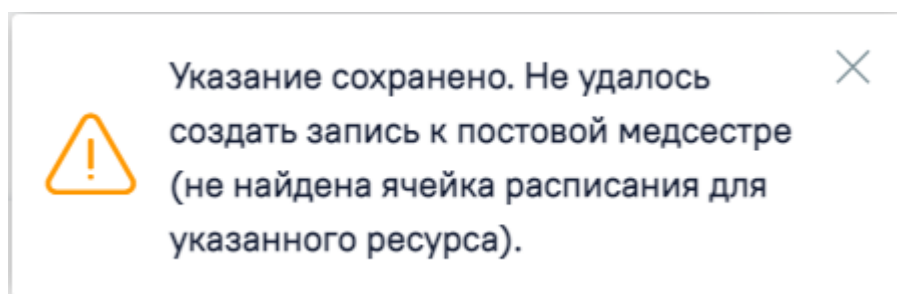 Указание сохранено. Не удалось
создать запись к постовой медсестре
(не найдена ячейка расписания для
указанного ресурса).